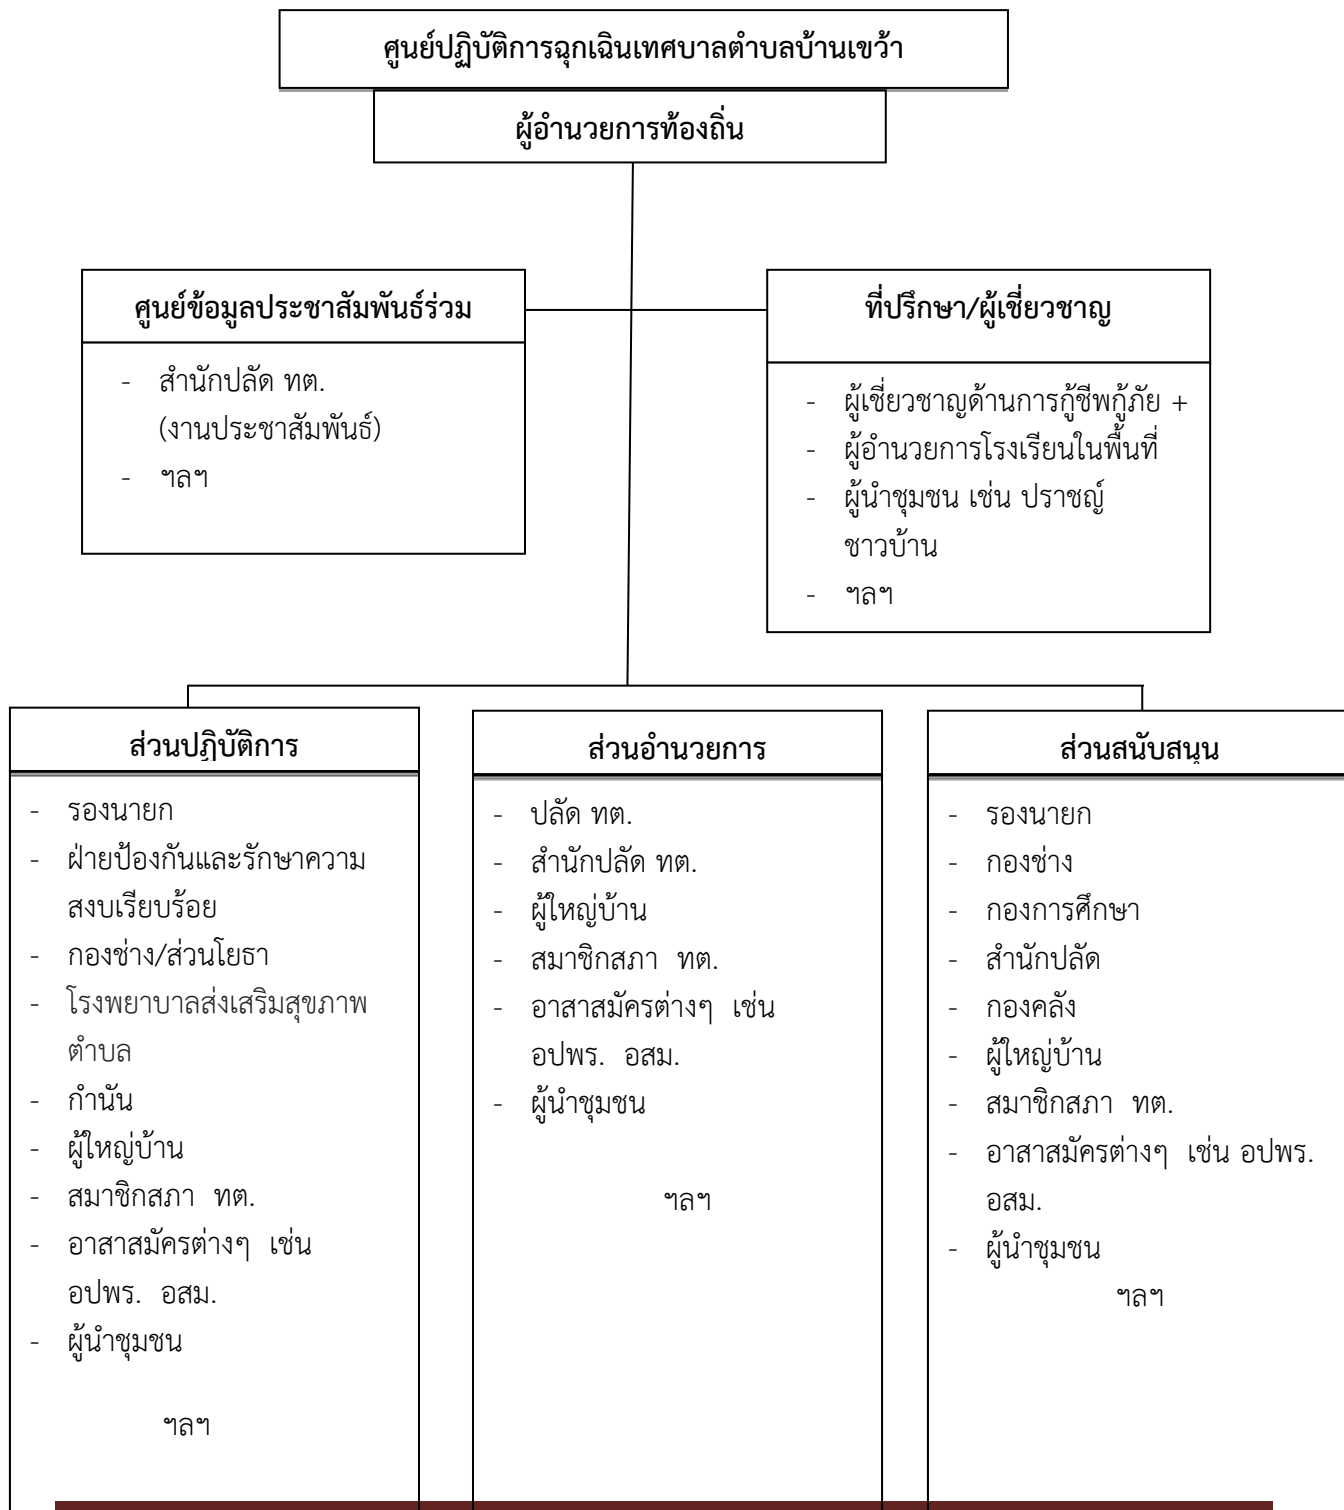 ศูนย์ปฏิบัติการฉุกเฉินเทศบาลตำบลบ้านเขว้า
ผู้อำนวยการท้องถิ่น
ศูนย์ข้อมูลประชาสัมพันธ์ร่วม
- สำนักปลัด ทต.
(งานประชาสัมพันธ์)
- ฯลฯ
ที่ปรึกษา/ผู้เชี่ยวชาญ
- ผู้เชี่ยวชาญด้านการกู้ชีพกู้ภัย +
- ผู้อำนวยการโรงเรียนในพื้นที่
- ผู้นำชุมชน เช่น ปราชญ์
ชาวบ้าน
- ฯลฯ
ส่วนปฏิบัติการ
- รองนายก
- ฝ่ายป้องกันและรักษาความ
สงบเรียบร้อย
- กองช่าง/ส่วนโยธา
- โรงพยาบาลส่งเสริมสุขภาพ
ตำบล
- กำนัน
- ผู้ใหญ่บ้าน
- สมาชิกสภา ทต.
- อาสาสมัครต่างๆ เช่น
อปพร. อสม.
- ผู้นำชุมชน
ฯลฯ
ส่วนอำนวยการ
- ปลัด ทต.
- สำนักปลัด ทต.
- ผู้ใหญ่บ้าน
- สมาชิกสภา ทต.
- อาสาสมัครต่างๆ เช่น
อปพร. อสม.
- ผู้นำชุมชน
ฯลฯ
ส่วนสนับสนุน
- รองนายก
- กองช่าง
- กองการศึกษา
- สำนักปลัด
- กองคลัง
- ผู้ใหญ่บ้าน
- สมาชิกสภา ทต.
- อาสาสมัครต่างๆ เช่น อปพร.
อสม.
- ผู้นำชุมชน
ฯลฯ